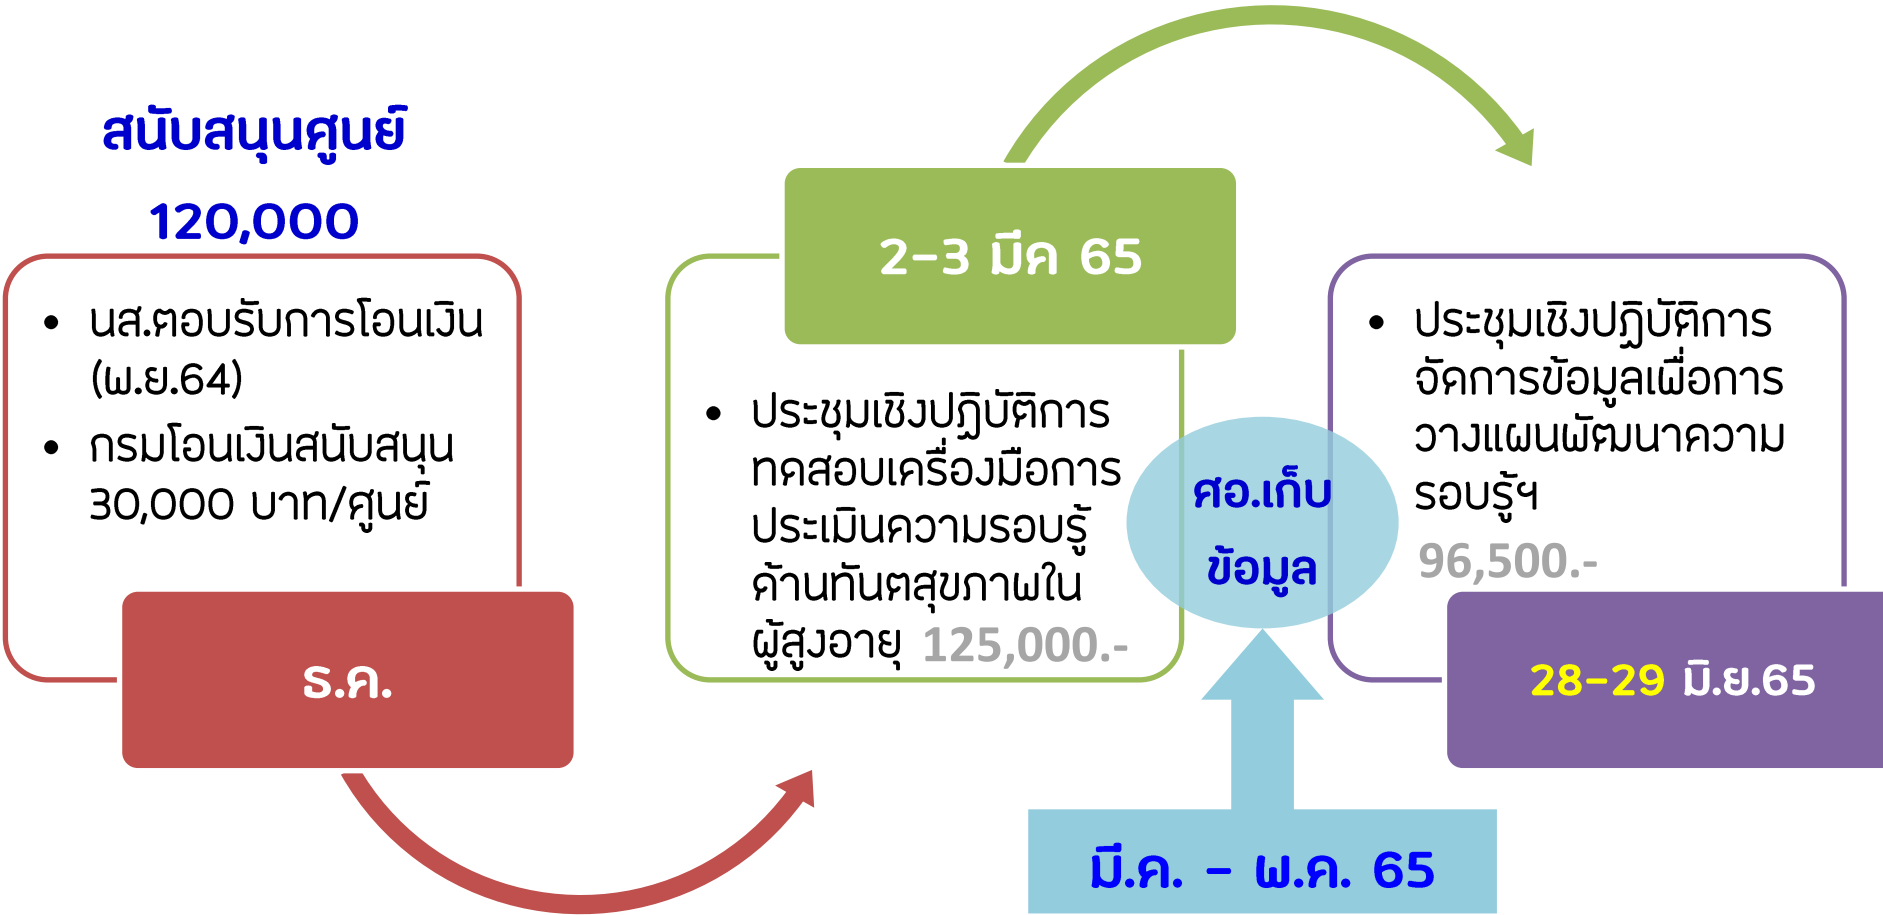 สนับสนุนศูนย์
120,000
• นส.ตอบรับการโอนเงิน
(พ.ย.64)
• กรมโอนเงินสนับสนุน
30,000 บาท/ศูนย์
ธ.ค.
2-3 มีค 65
• ประชุมเชิงปฏิบัติการ
ทดสอบเครื่องมือการ
ประเมินความรอบรู้
ด้านทันตสุขภาพใน
ผู้สูงอายุ 125,000.-
ศอ.เก็บ
ข้อมูล
มี.ค. - พ.ค. 65
• ประชุมเชิงปฏิบัติการ
จัดการข้อมูลเพื่อการ
วางแผนพัฒนาความ
รอบรู้ฯ
96,500.-
28-29 มิ.ย.65